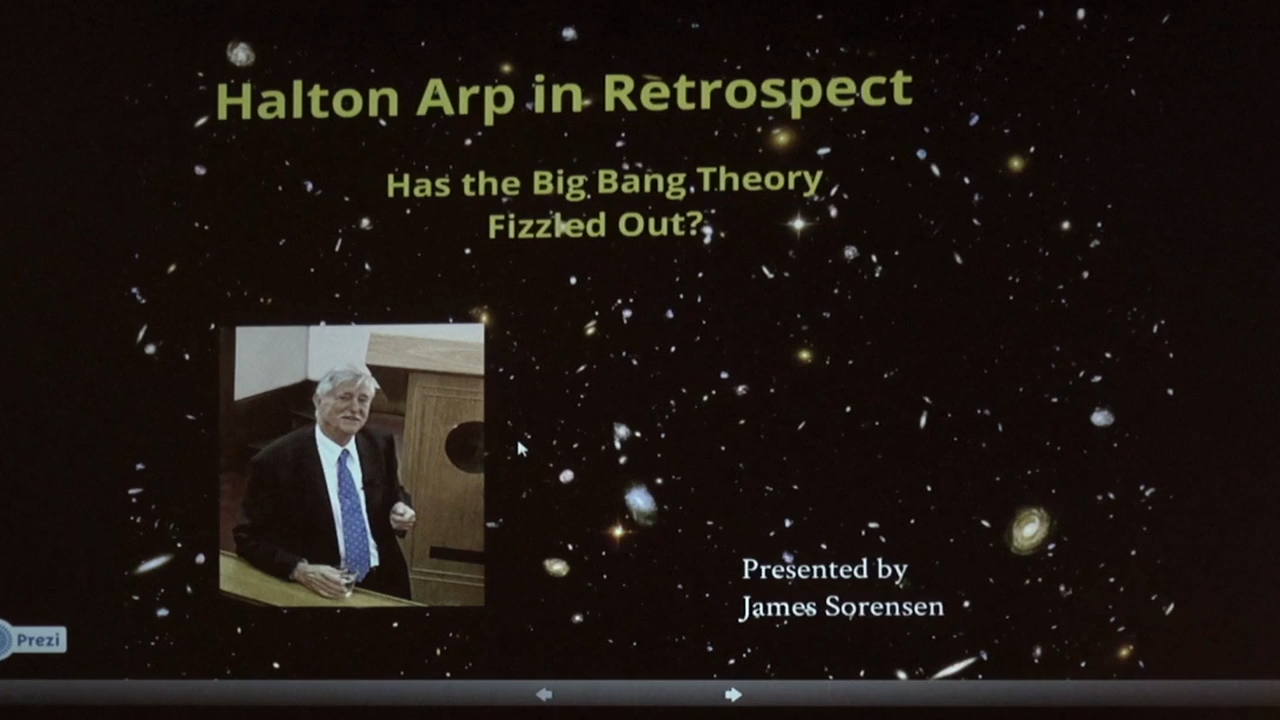 Halton Arp in Retrospect
Has the Big Bang Theory
Fizzled Out?
Presented by
James Sorensen
Prezi